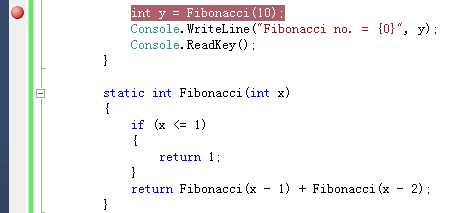 int y = Fibonacci(10);
Console.WriteLine("Fibonacci no. = {0}", y);
Console.ReadKey();
}
static int Fibonacci(int x)
{
if (x <= 1)
{
return 1;
}
return Fibonacci(x - 1) + Fibonacci(x - 2);
}